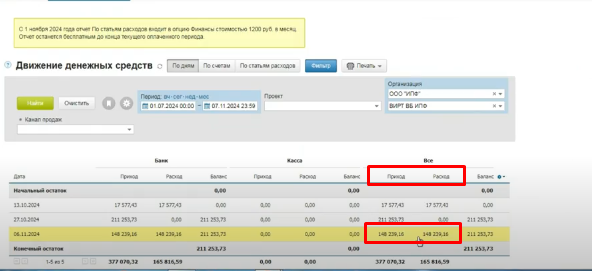 С 1 ноября 2024 года отчет По статьям расходов входит в опцию Финансы стоимостью 1200 руб. в месяц.
Отчет останется бесплатным до конца текущего оплаченного периода
Движение денежных средств По дням По счетам По статьям расходов Фильтр Печать
Найти Очистить Период: вч·сег·нед·мес Проект Организация
01.07.2024 00:00 – 07.11.2024 23:59 ООО "ИПФ"
ВИРТ ВБ ИПФ
+ Канал продаж
Банк Касса Все
Дата Приход Расход Баланс Приход Расход Баланс Приход Расход Баланс
Начальный остаток 0,00 0,00 0,00
13.10.2024 17 577,43 17 577,43 0,00 0,00 0,00 0,00 17 577,43 17 577,43 0,00
27.10.2024 211 253,73 0,00 211 253,73 0,00 0,00 0,00 211 253,73 0,00 211 253,73
06.11.2024 148 239,16 148 239,16 211 253,73 0,00 0,00 0,00 148 239,16 148 239,16 211 253,73
Конечный остаток 211 253,73 0,00 211 253,73
1-5 из 5 377 070,32 165 816,59 0,00 0,00 377 070,32 165 816,59